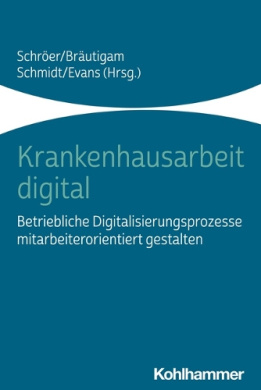 Schröer/Bräutigam
Schmidt/Evans (Hrsg.)
Krankenhausarbeit
digital
Betriebliche Digitalisierungsprozesse
mitarbeiterorientiert gestalten
Kohlhammer